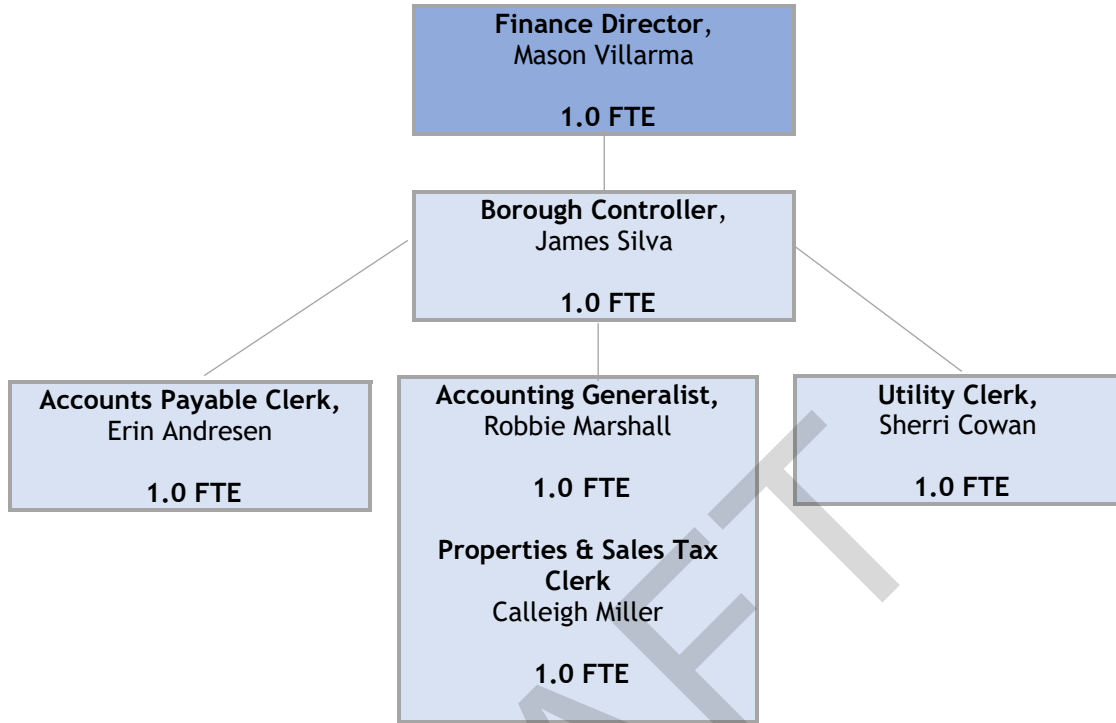 Finance Director,
Mason Villarma
1.0 FTE
Borough Controller,
James Silva
1.0 FTE
Accounts Payable Clerk,
Erin Andresen
1.0 FTE
Accounting Generalist,
Robbie Marshall
1.0 FTE
Properties & Sales Tax
Clerk
Calleigh Miller
1.0 FTE
Utility Clerk,
Sherri Cowan
1.0 FTE
AFT